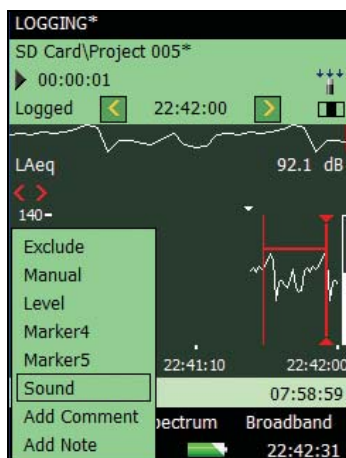 LOGGING*
SD Card\Project 005*
00:00:01
Logged < 22:42:00 >
LAeq 92.1 dB
< >
140-
Exclude
Manual
Level
Marker4
Marker5
22:41:10 22:42:00
Sound
07:58:59
Add Comment
pectrum Broadband
Add Note
22:42:31